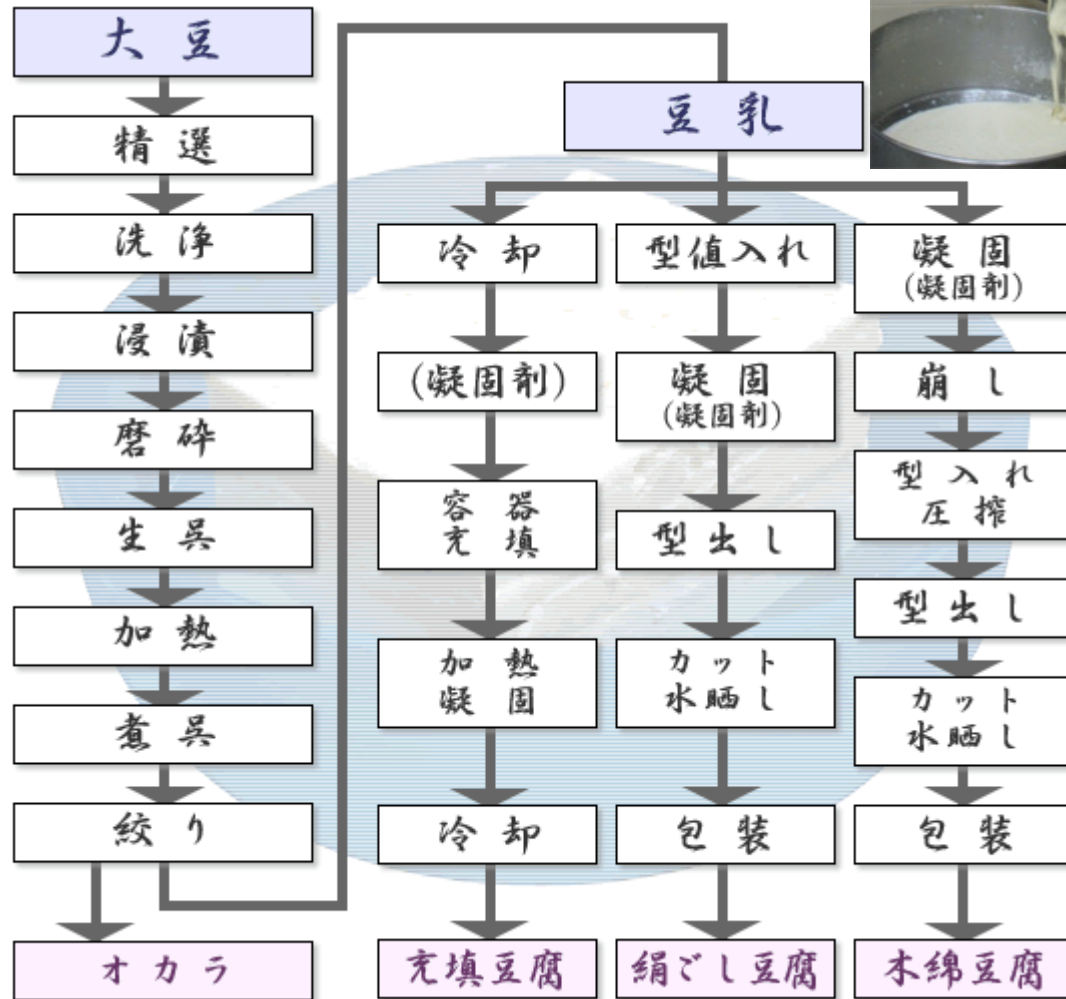 大豆
精選
洗浄
浸漬
磨砕
生呉
加熱
煮呉
絞り
オカラ
豆乳
冷却
(凝固剤)
容器
充填
加熱
凝固
冷却
充填豆腐
型値入れ
凝固
(凝固剤)
型出し
カット
水晒し
包装
絹ごし豆腐
凝固
(凝固剤)
崩し
型入れ
圧搾
型出し
カット
水晒し
包装
木綿豆腐